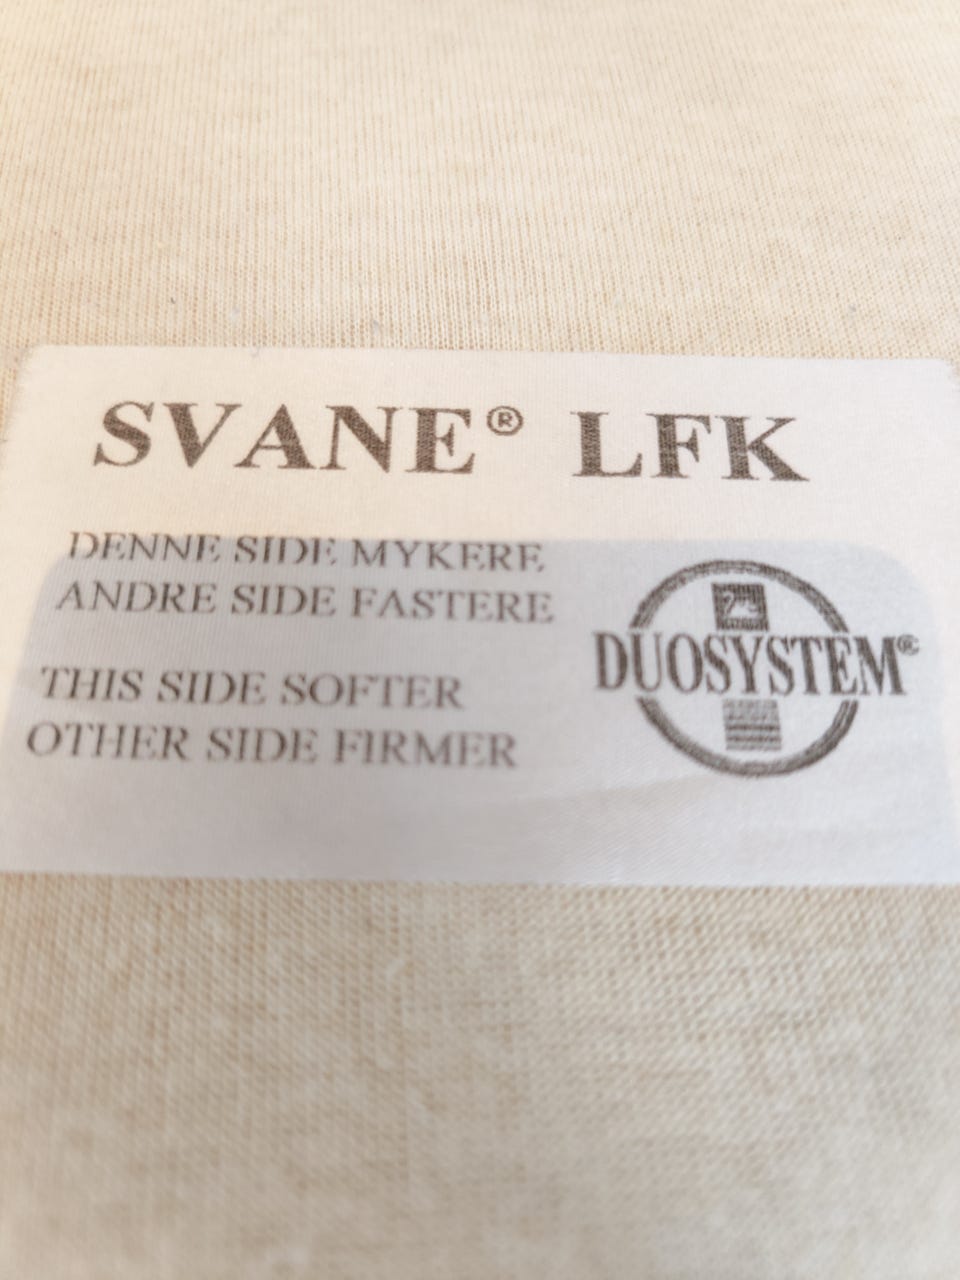 SVANE® LFK
DENNE SIDE MYKERE
ANDRE SIDE FASTERE
THIS SIDE SOFTER
OTHER SIDE FIRMER
DUOSYSTEM®